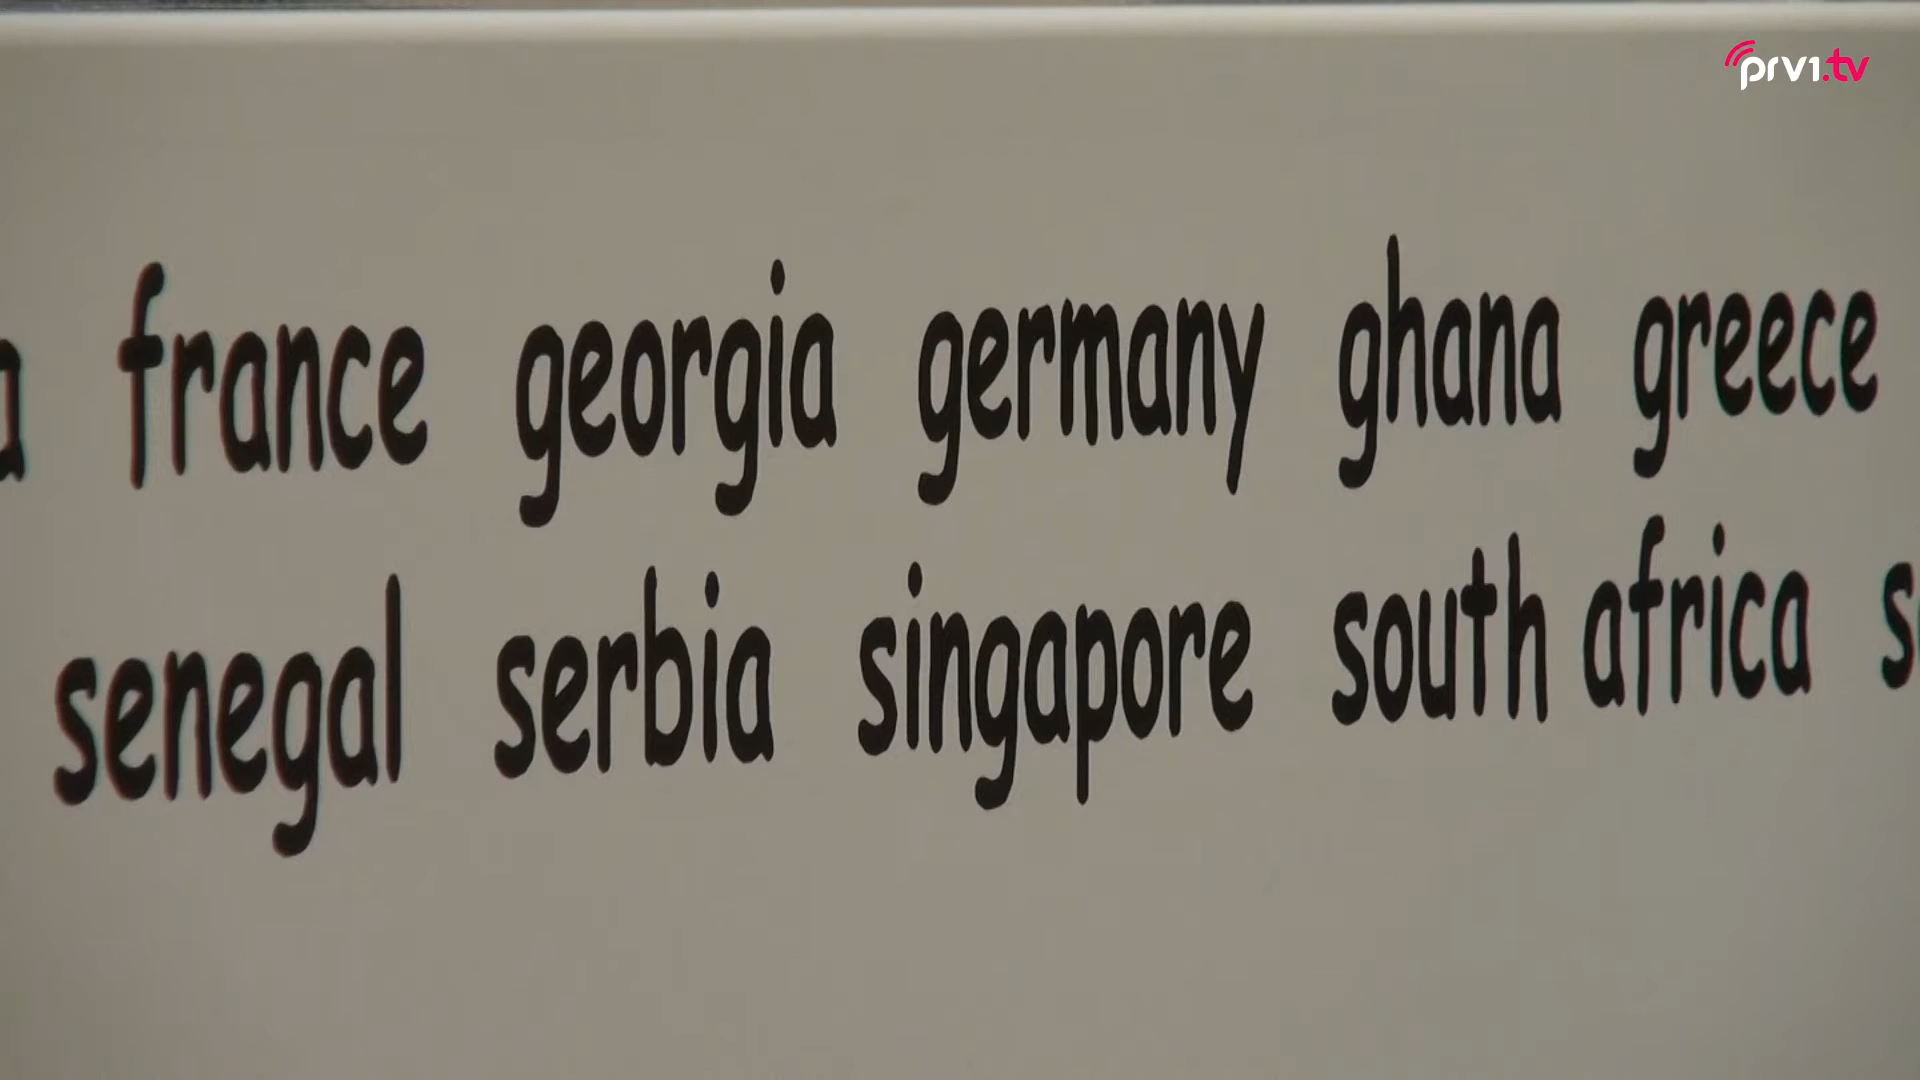 prv1.tv
france georgia germany ghana greece
senegal serbia singapore south africa